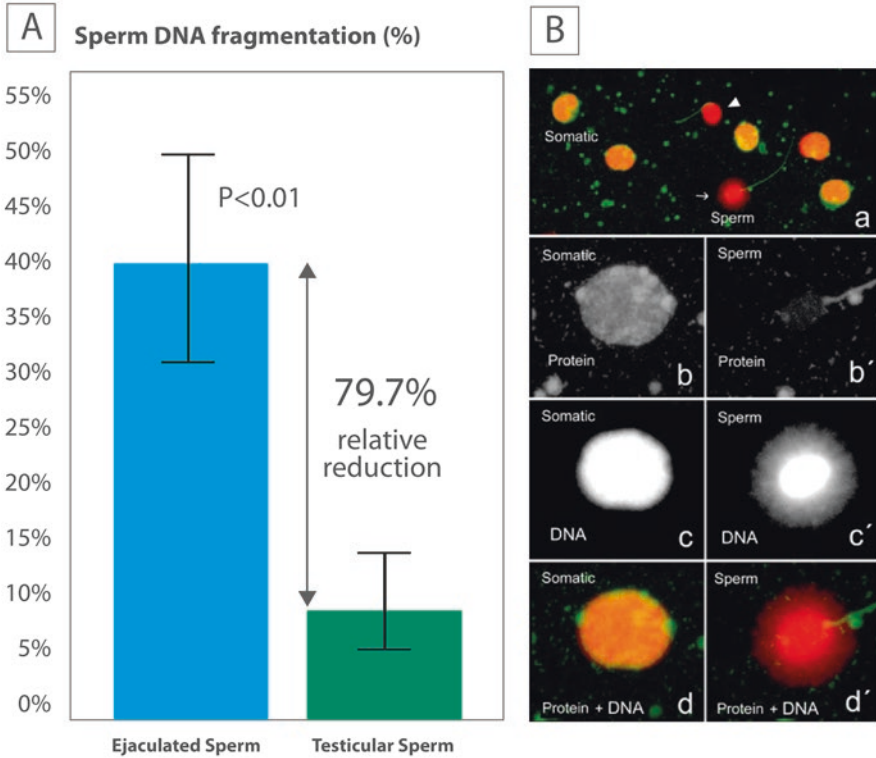 A
Sperm DNA fragmentation (%)
55%
50%
45%
40%
35%
30%
25%
20%
15%
10%
5%
0%
P<0.01
79.7%
relative
reduction
Ejaculated Sperm
Testicular Sperm
B
Somatic
Sperm
a
Somatic
Protein
b
Sperm
Protein
b´
Somatic
DNA
c
Sperm
DNA
c´
Somatic
Protein + DNA
d
Sperm
Protein + DNA
d´